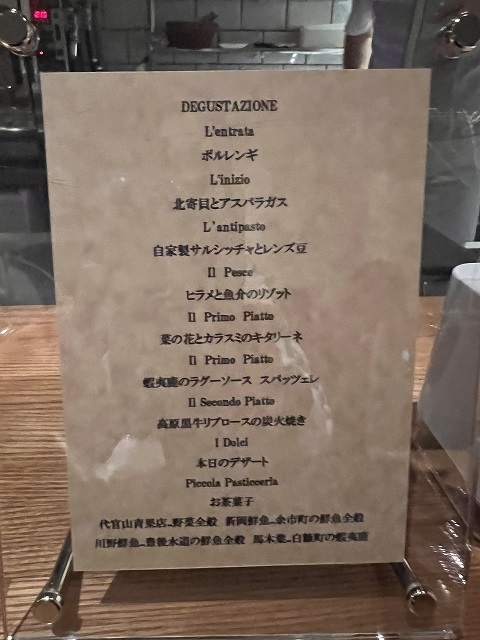 DEGUSTAZIONE
L'entrata
ボルレンギ
L'inizio
北寄貝とアスパラガス
L'antipasto
自家製サルシッチャとレンズ豆
Il Pesce
ヒラメと魚介のリゾット
Il Primo Piatto
菜の花とカラスミのキタリーネ
Il Primo Piatto
蝦夷鹿のラグーソース スパッツェレ
Il Secondo Piatto
高原黒牛リブロースの炭火焼き
I Dolci
本日のデザート
Piccola Pasticceria
お茶菓子
代官山青果店_野菜全般 新岡鮮魚_余市町の鮮魚全般
川野鮮魚_豊後水道の鮮魚全般 馬木葉_白糠町の蝦夷鹿